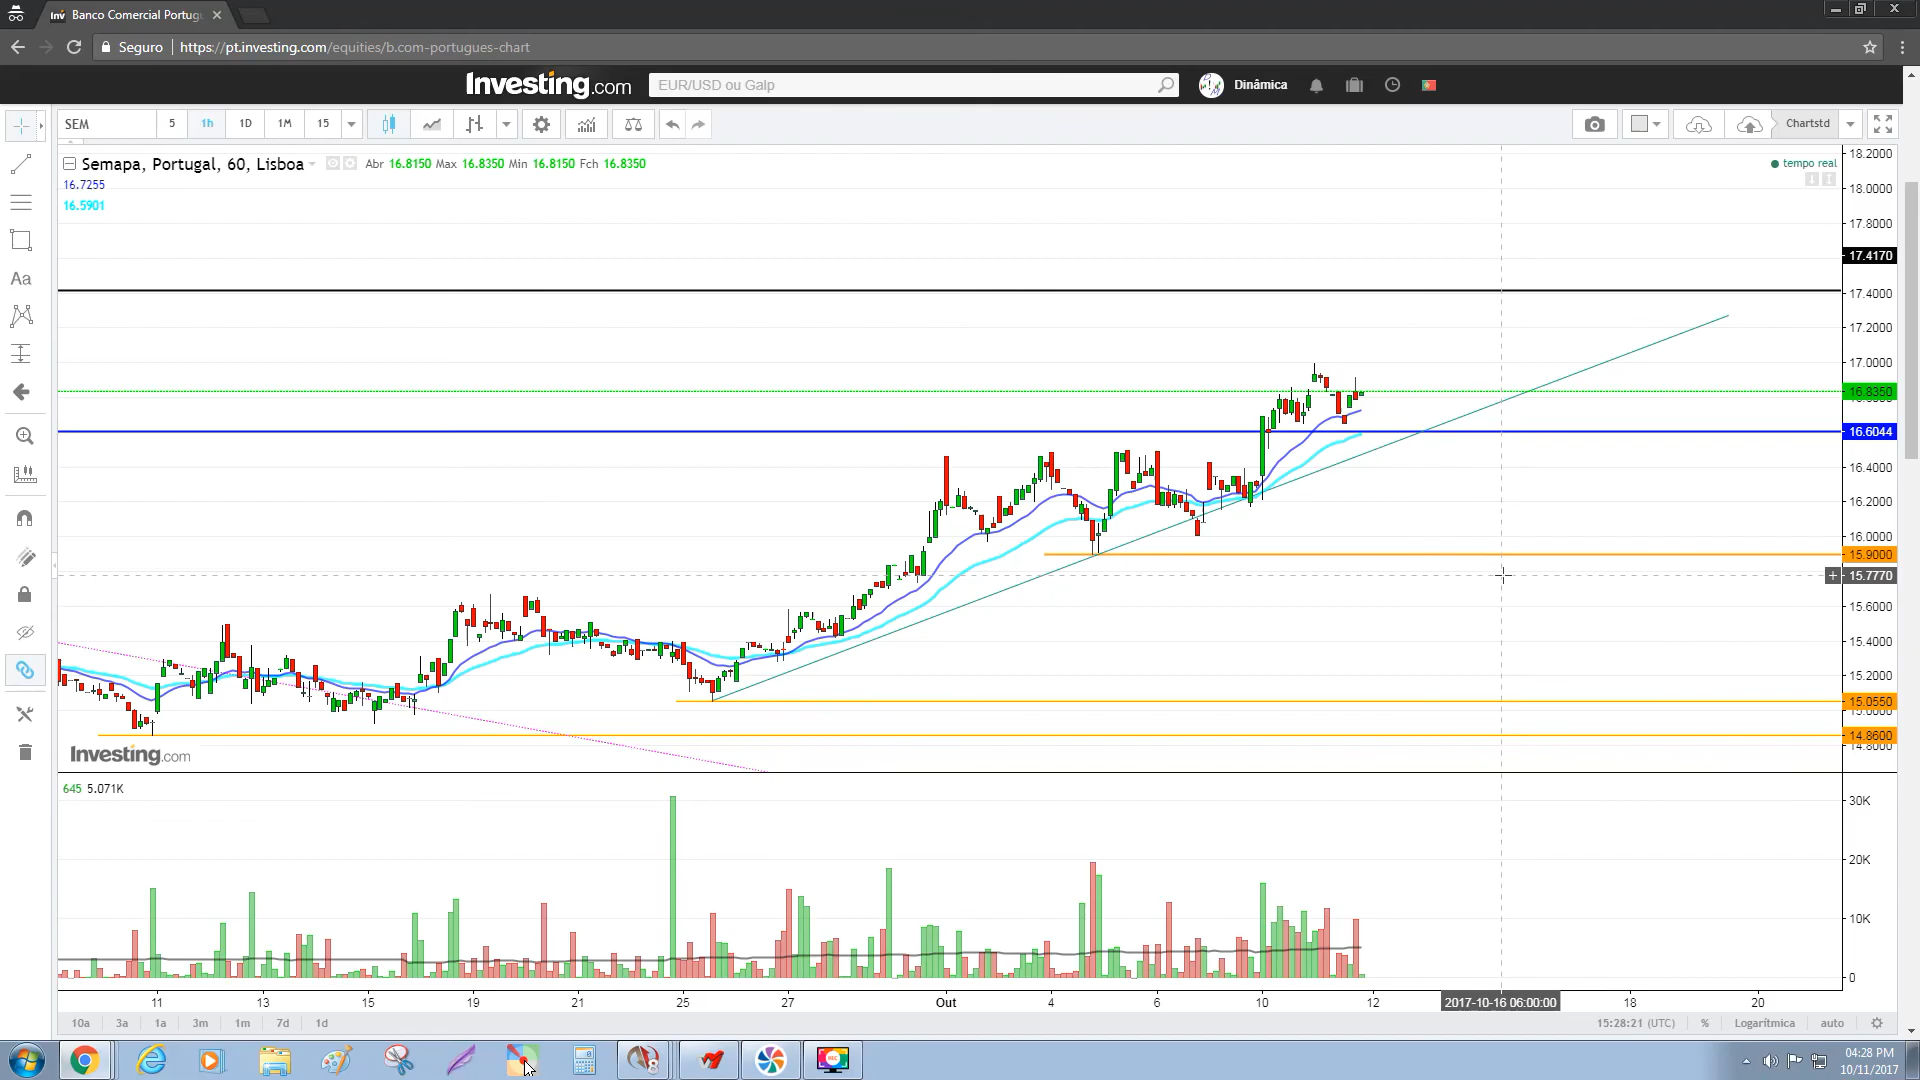 Banco Comercial Portug
Seguro
https://pt.investing.com/equities/b.com-portugues-chart
Investing.com
EUR/USD ou Galp
Dinâmica
SEM
5
1h
1D
1M
15
Chartstd
Semapa, Portugal, 60, Lisboa
Abr 16.8150 Max 16.8350 Min 16.8150 Fch 16.8350
tempo real
16.7255
16.5901
18.2000
18.0000
17.8000
17.4170
17.4000
17.2000
17.0000
16.8350
16.6044
16.4000
16.2000
16.0000
15.9000
15.7770
15.6000
15.4000
15.2000
15.0550
15.0000
14.8600
14.8000
Investing.com
645 5.071K
30K
20K
10K
0
11 13 15 19 21 25 27 Out 4 6 10 12 2017-10-16 06:00:00 18 20
10a 3a 1a 3m 1m 7d 1d
15:28:21 (UTC) % Logarítmica auto
Aa
REC
04:28 PM
10/11/2017